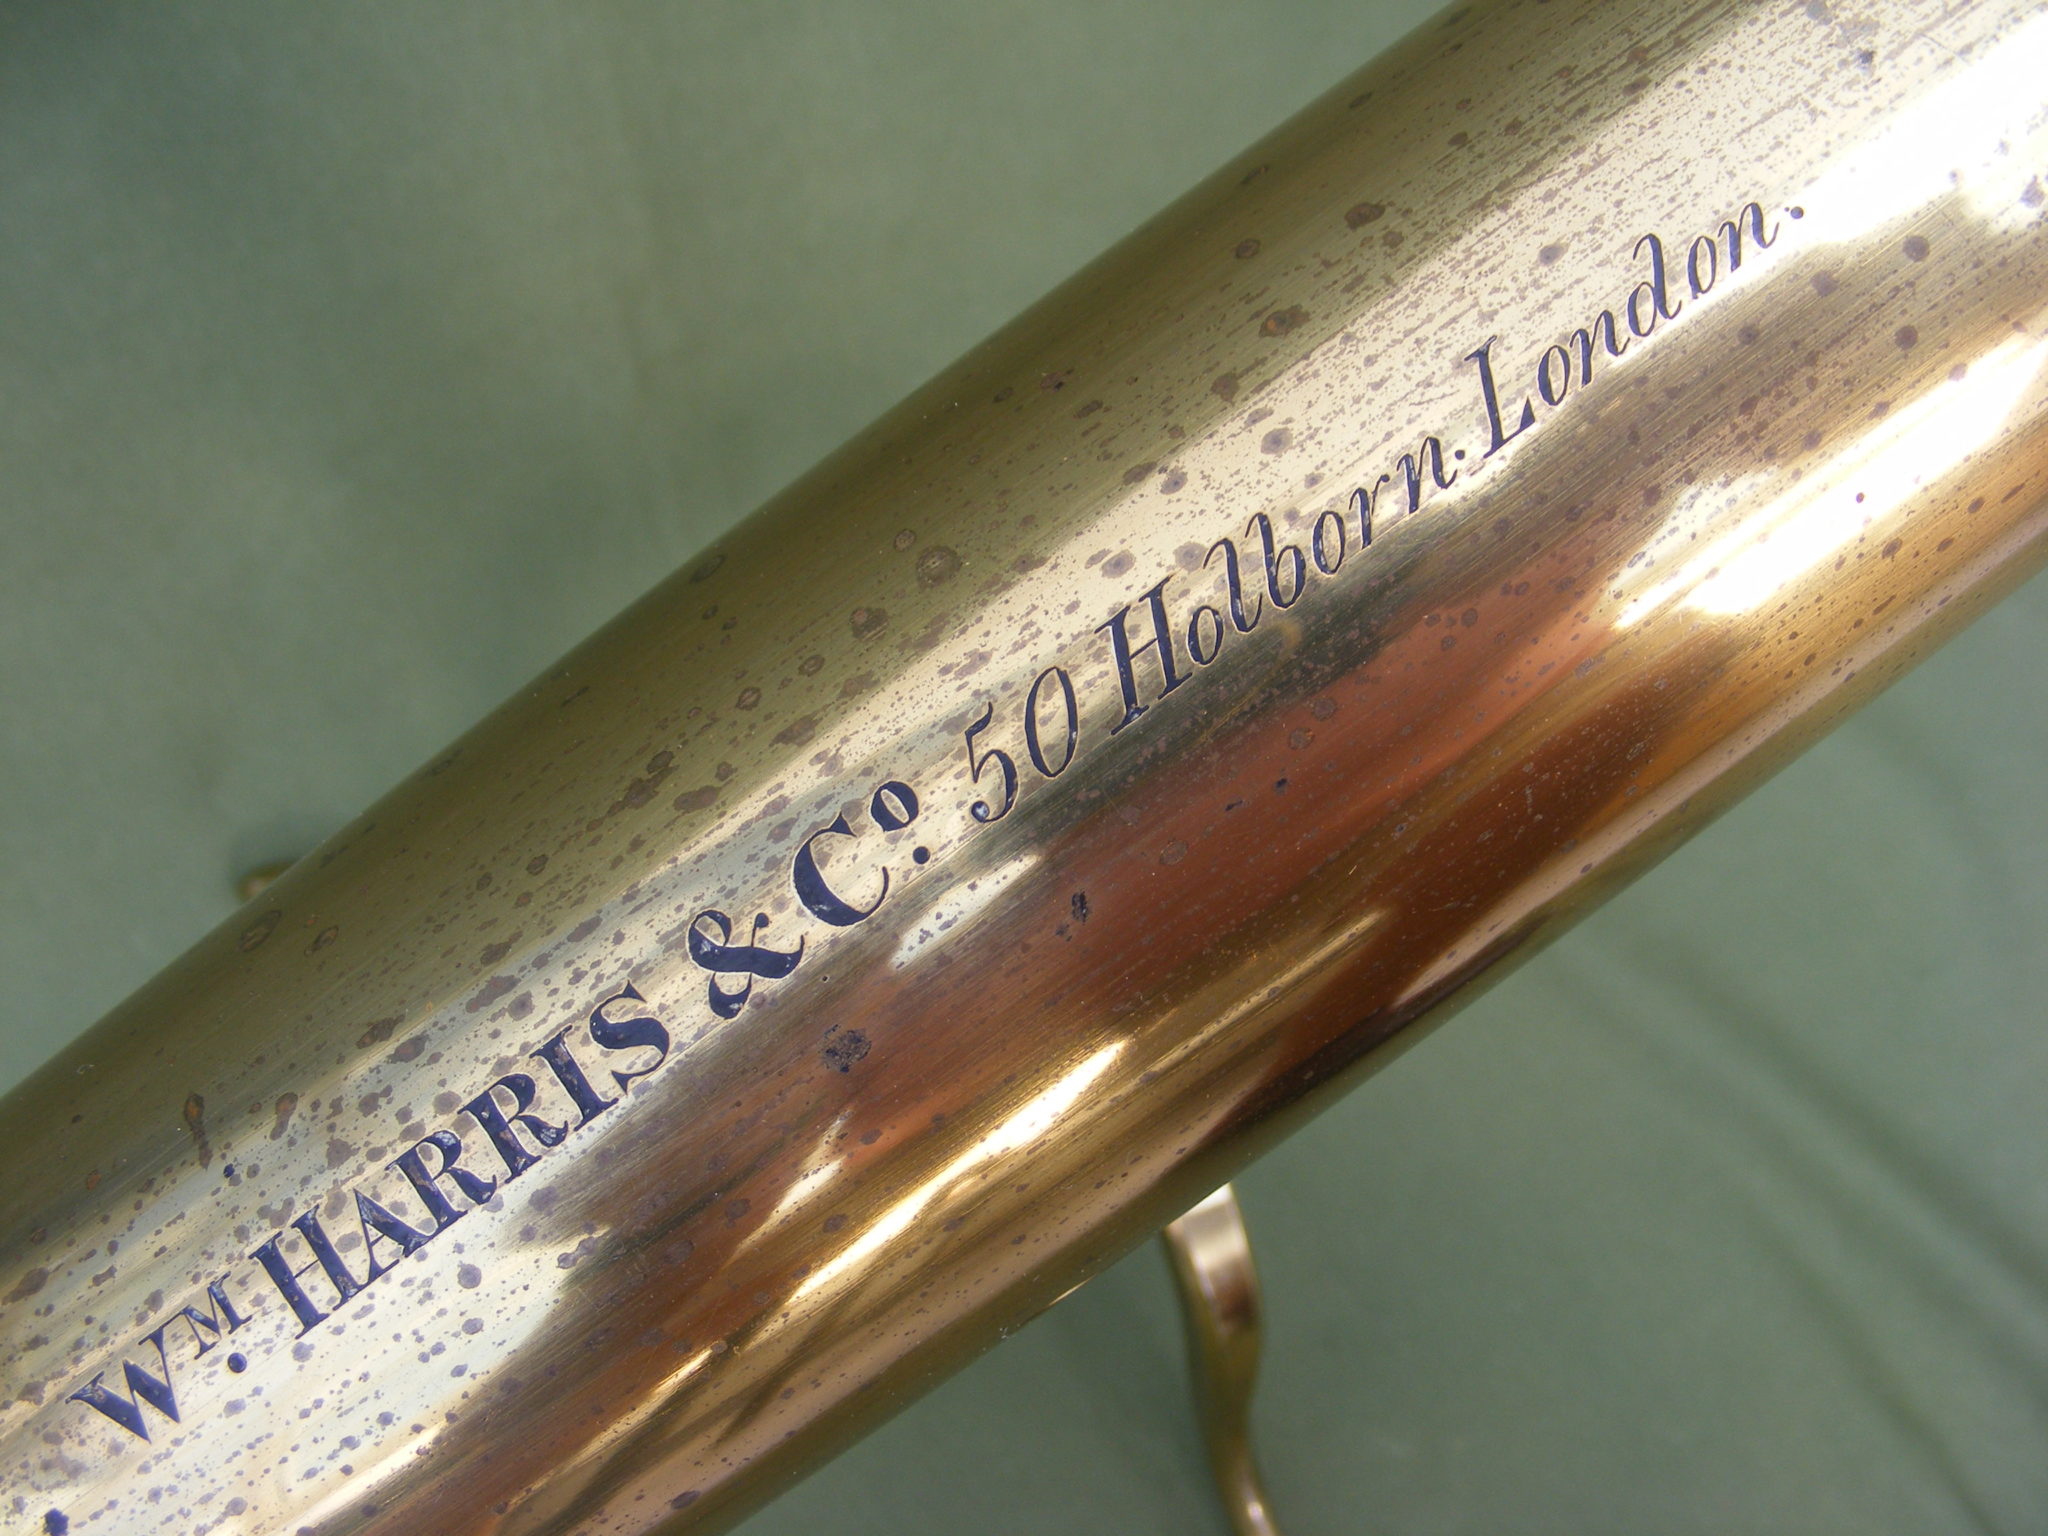 Wᴹ. HARRIS & Cº. 50 Holborn. London.